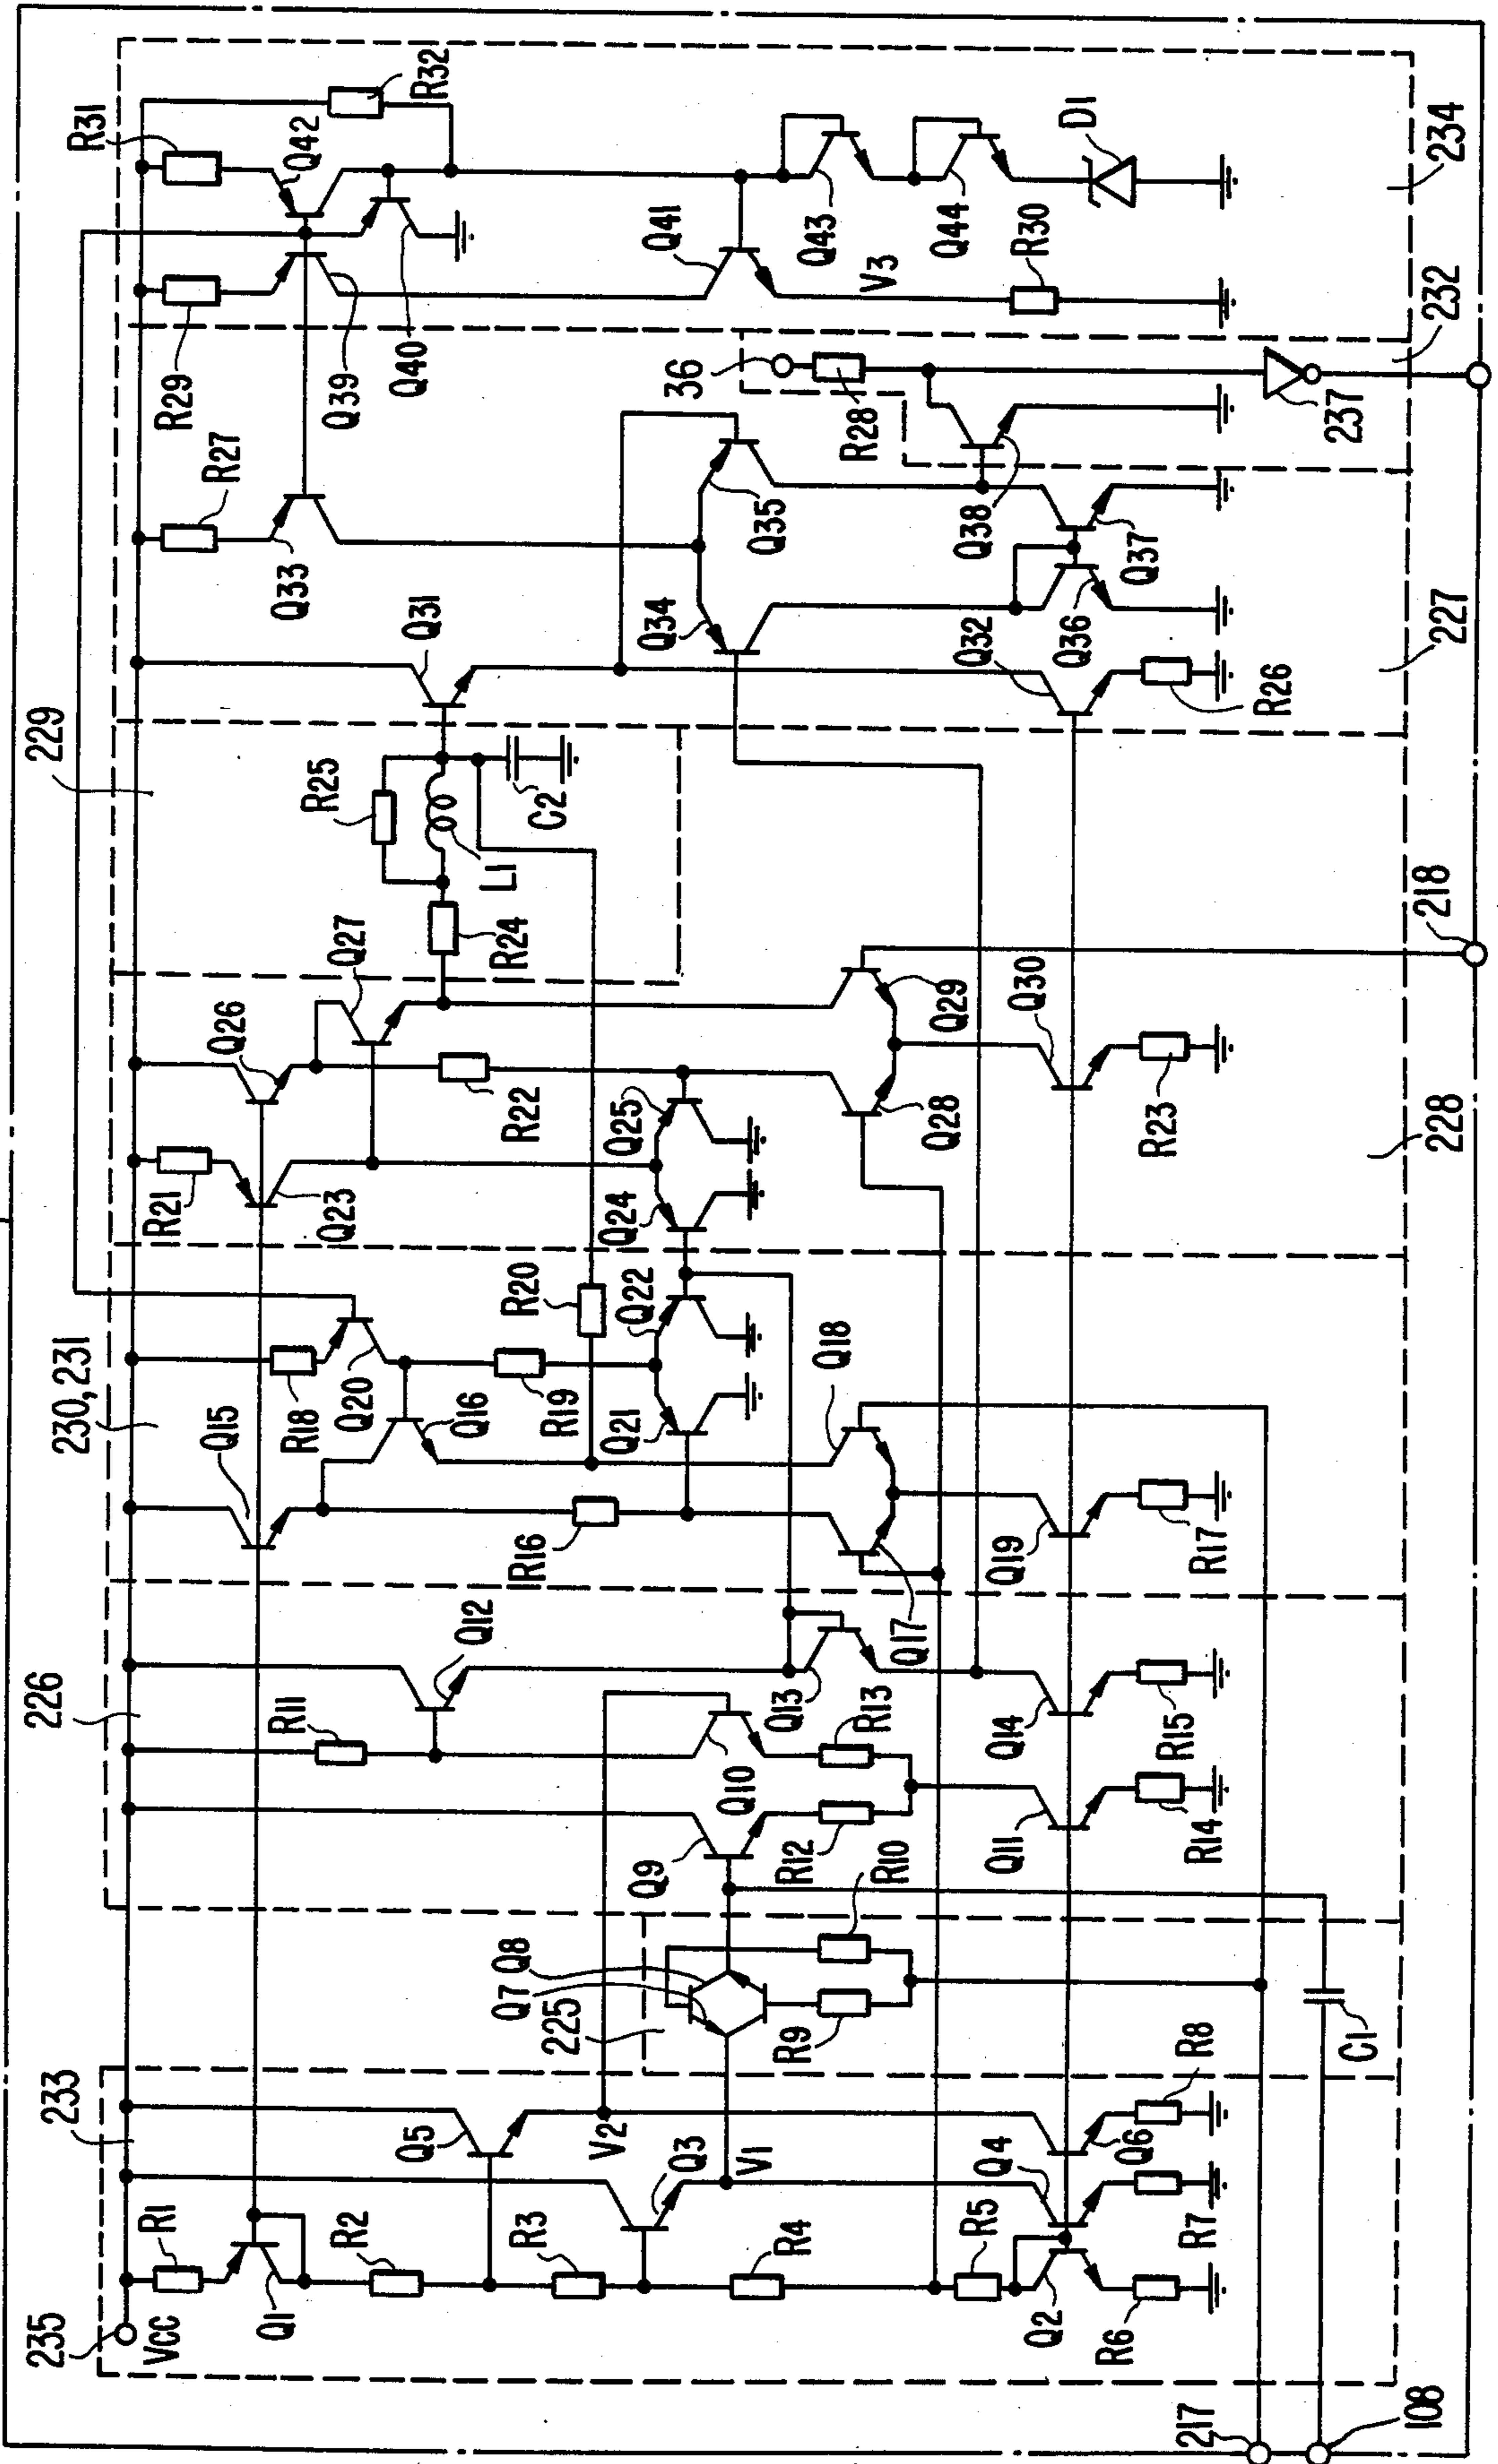 235
233
226
230,231
229
VCC
R1
Q1
R2
Q5
R3
V2
Q3
V1
R4
R5
Q2
Q4
Q6
R6
R7
R8
225
Q7
Q8
R9
R10
C1
R11
Q12
Q9
Q10
R12
R13
Q13
Q11
Q14
R14
R15
Q15
R18
Q20
Q16
R19
R20
R16
Q21
Q22
Q17
Q18
Q19
R17
R21
Q23
Q26
Q27
R22
Q24
Q25
Q28
Q29
Q30
R23
228
R24
R25
L1
C2
Q31
R27
Q33
Q34
Q35
Q32
Q36
Q37
Q38
R26
227
36
R28
237
232
R29
R31
Q42
Q39
Q40
R32
Q41
V3
Q43
Q44
R30
D1
234
217
108
218